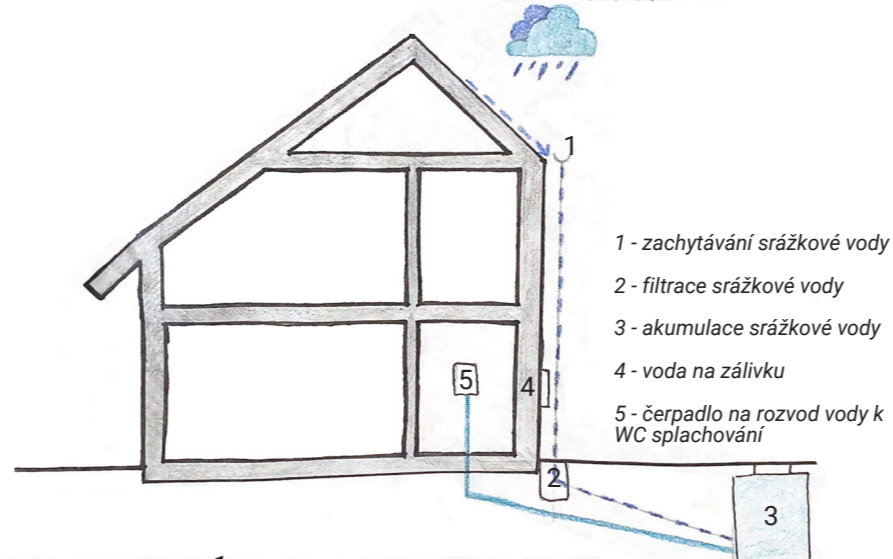 1
1 - zachytávání srážkové vody
2 - filtrace srážkové vody
3 - akumulace srážkové vody
4 - voda na zálivku
5 - čerpadlo na rozvod vody k
WC splachování
5
4
2
3